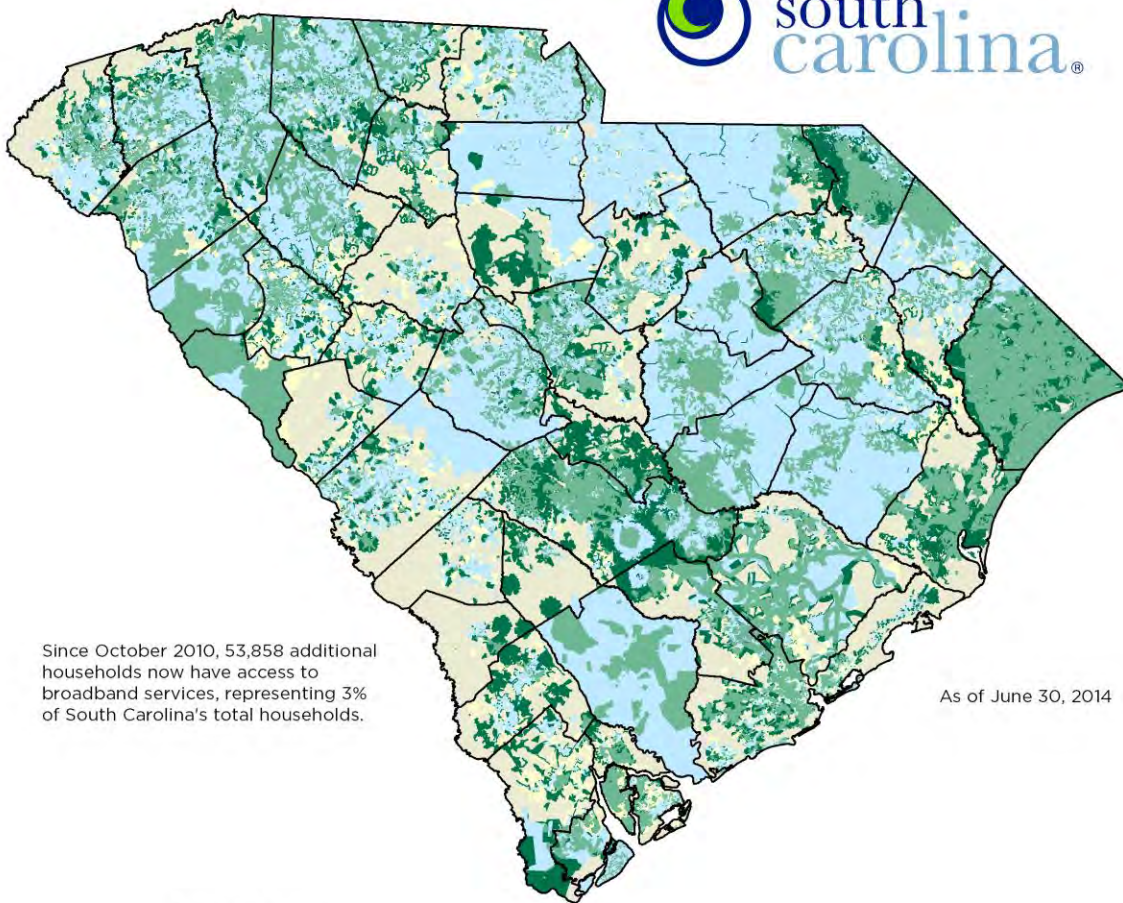 south
carolina®
Since October 2010, 53,858 additional
households now have access to
broadband services, representing 3%
of South Carolina's total households.
As of June 30, 2014